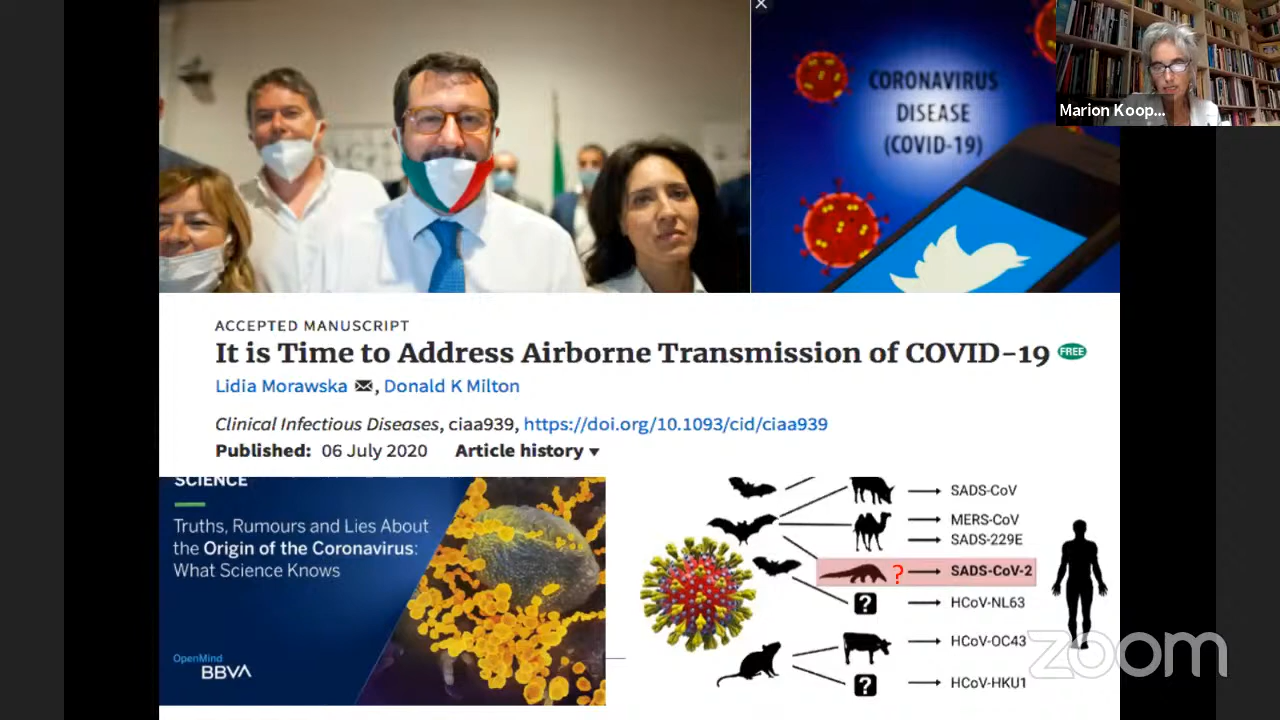 CORONAVIRUS
DISEASE
(COVID-19)
Marion Koop...
ACCEPTED MANUSCRIPT
It is Time to Address Airborne Transmission of COVID-19 FREE
Lidia Morawska , Donald K Milton
Clinical Infectious Diseases, ciaa939, https://doi.org/10.1093/cid/ciaa939
Published: 06 July 2020 Article history
SCIENCE
Truths, Rumours and Lies About
the Origin of the Coronavirus:
What Science Knows
OpenMind
BBVA
SADS-CoV
MERS-CoV
SADS-229E
? SADS-CoV-2
? HCoV-NL63
HCoV-OC43
? HCoV-HKU1
zoom